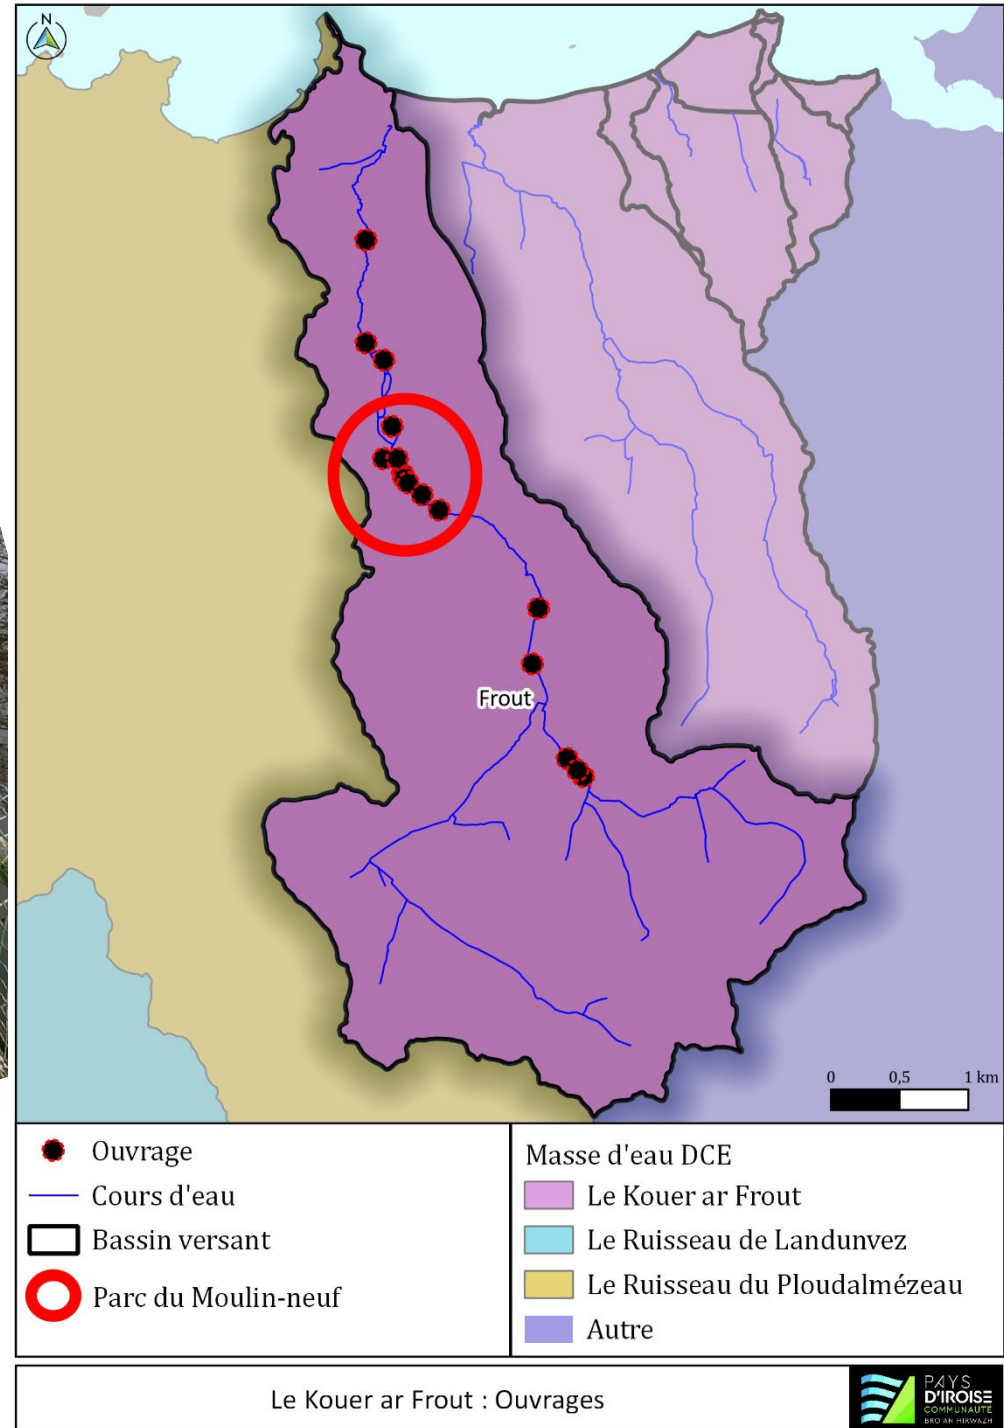 N
Frout
0 0,5 1 km
Ouvrage
Cours d'eau
Bassin versant
Parc du Moulin-neuf
Masse d'eau DCE
Le Kouer ar Frout
Le Ruisseau de Landunvez
Le Ruisseau du Ploudalmézeau
Autre
Le Kouer ar Frout : Ouvrages
PAYS
D'IROISE
COMMUNAUTÉ
BRO AN HIRWAZH